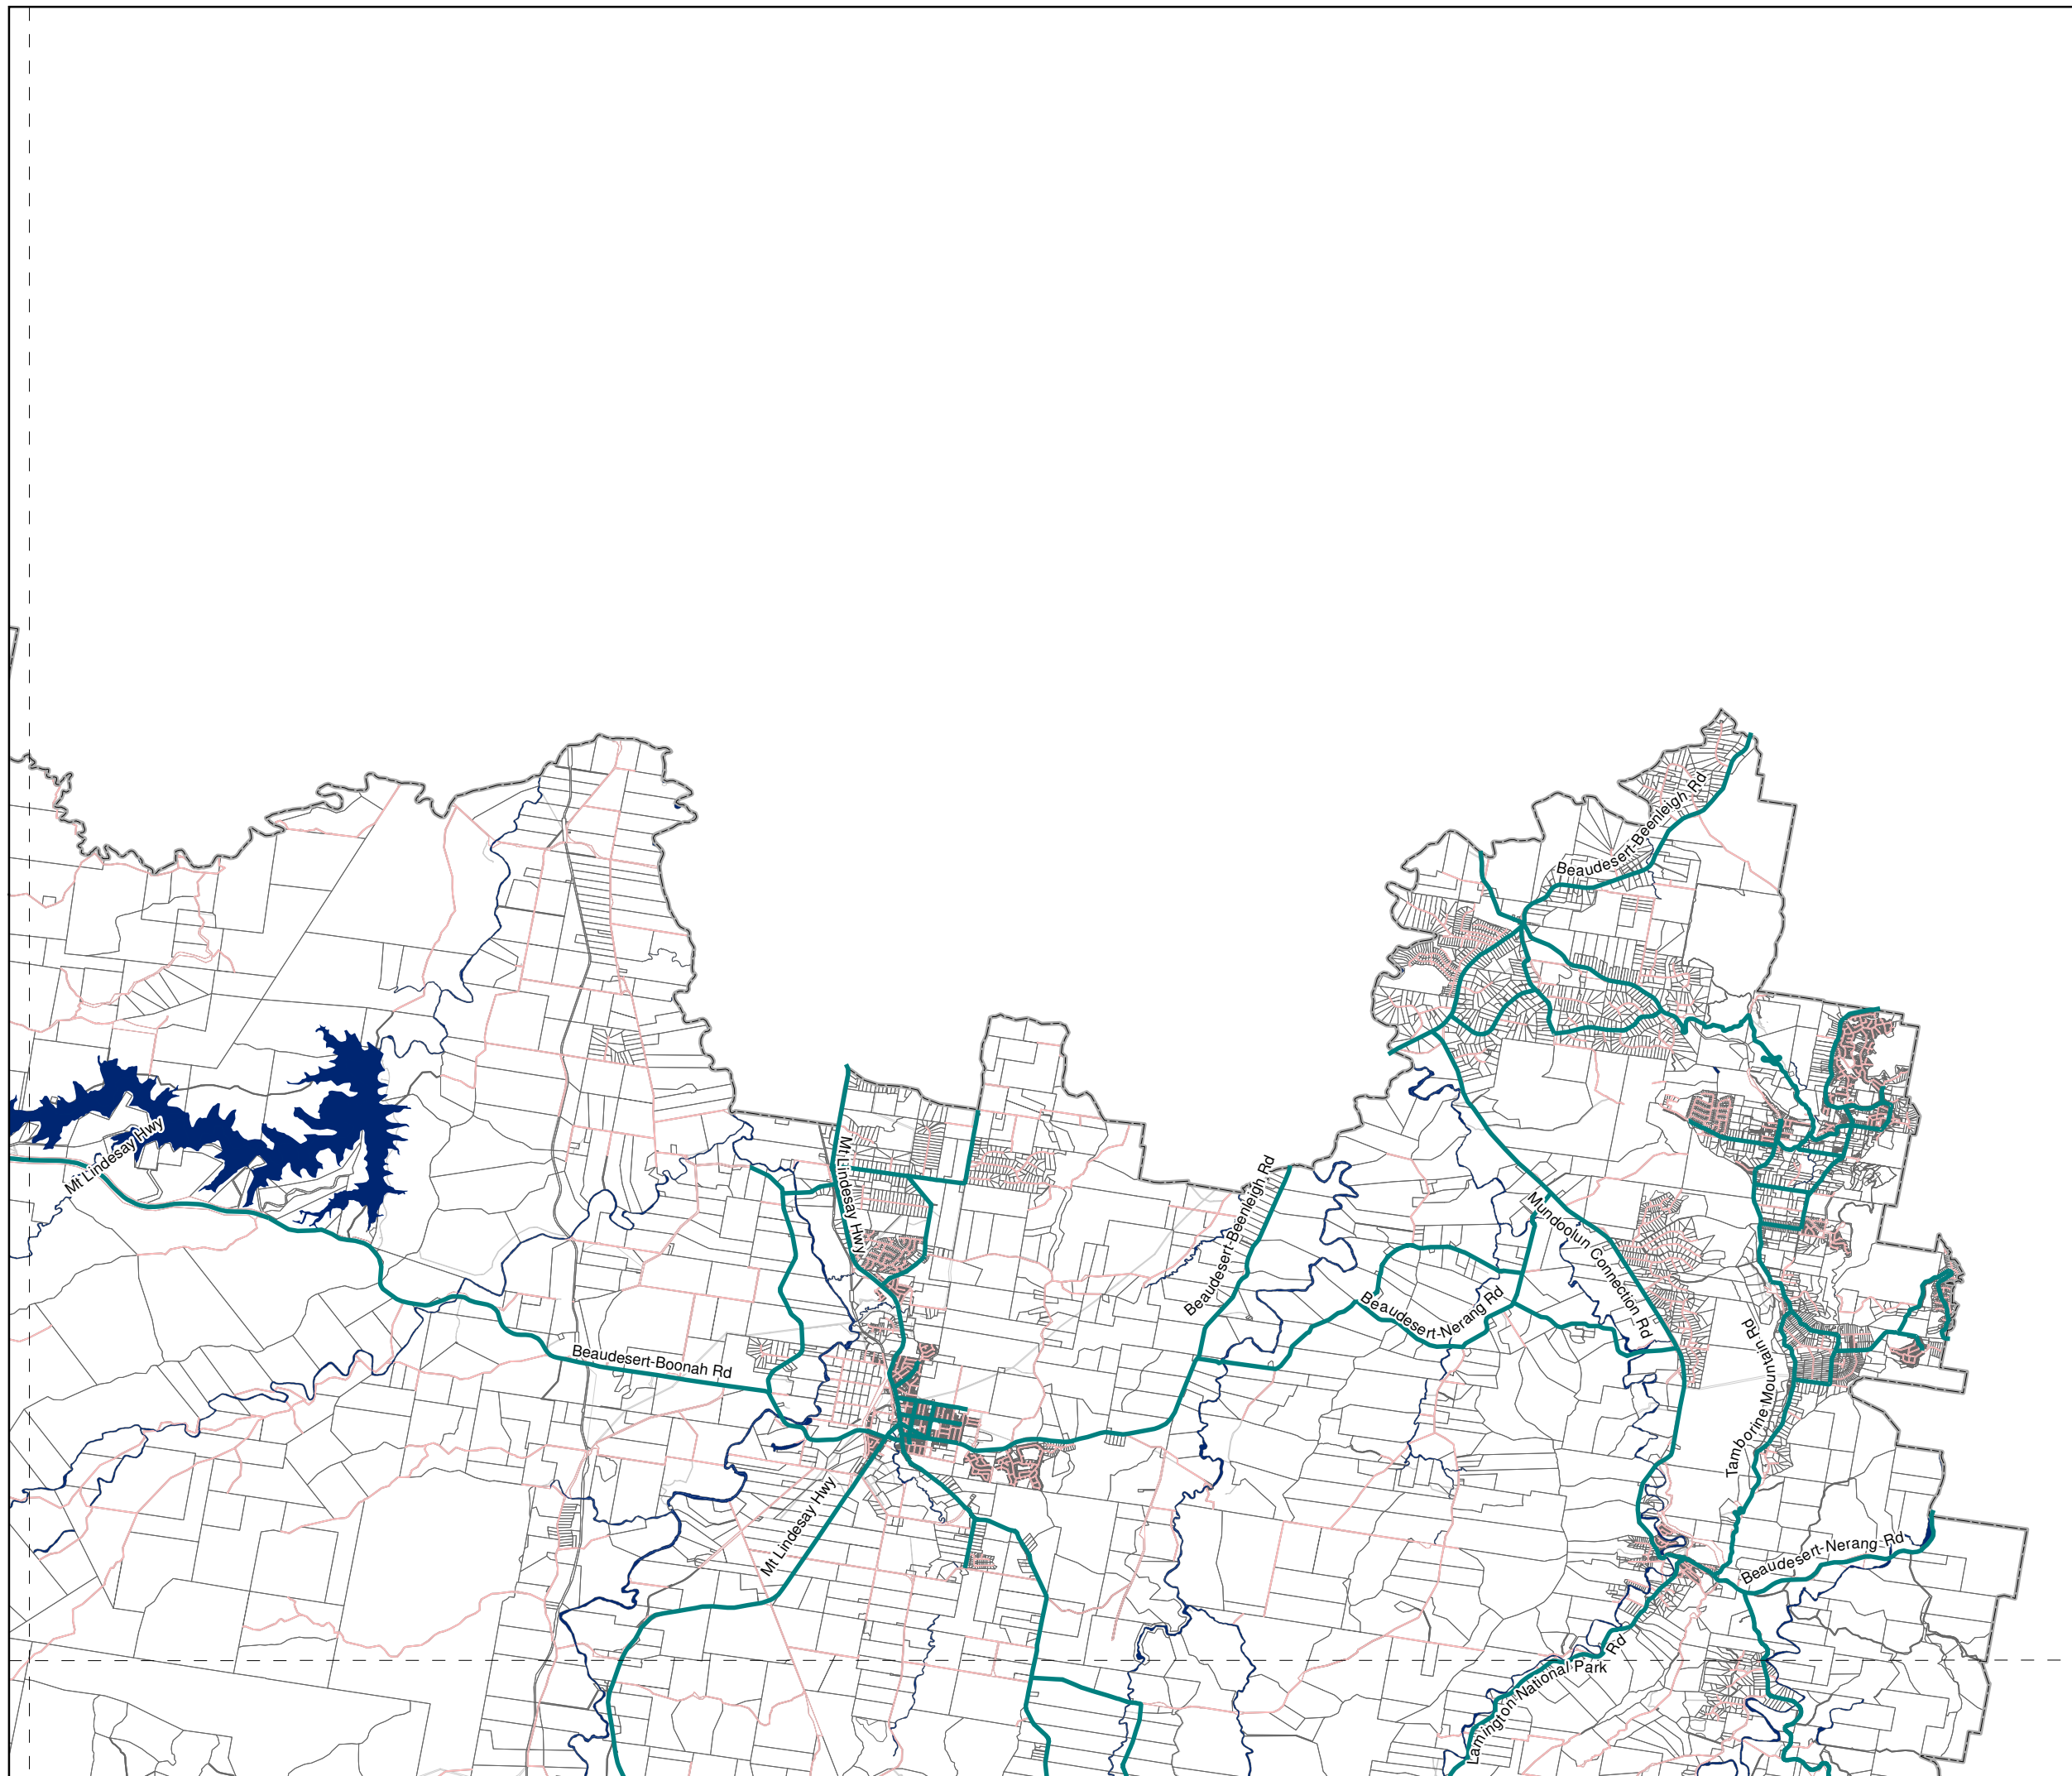 Beaudesert-Beenleigh Rd
Mt Lindesay Hwy
Mt Lindesay Hwy
Beaudesert-Beenleigh Rd
Mundoolun Connection Rd
Beaudesert-Nerang Rd
Beaudesert-Boonah Rd
Tamborine Mountain Rd
Mt Lindesay Hwy
Beaudesert-Nerang Rd
Lamington National Park Rd